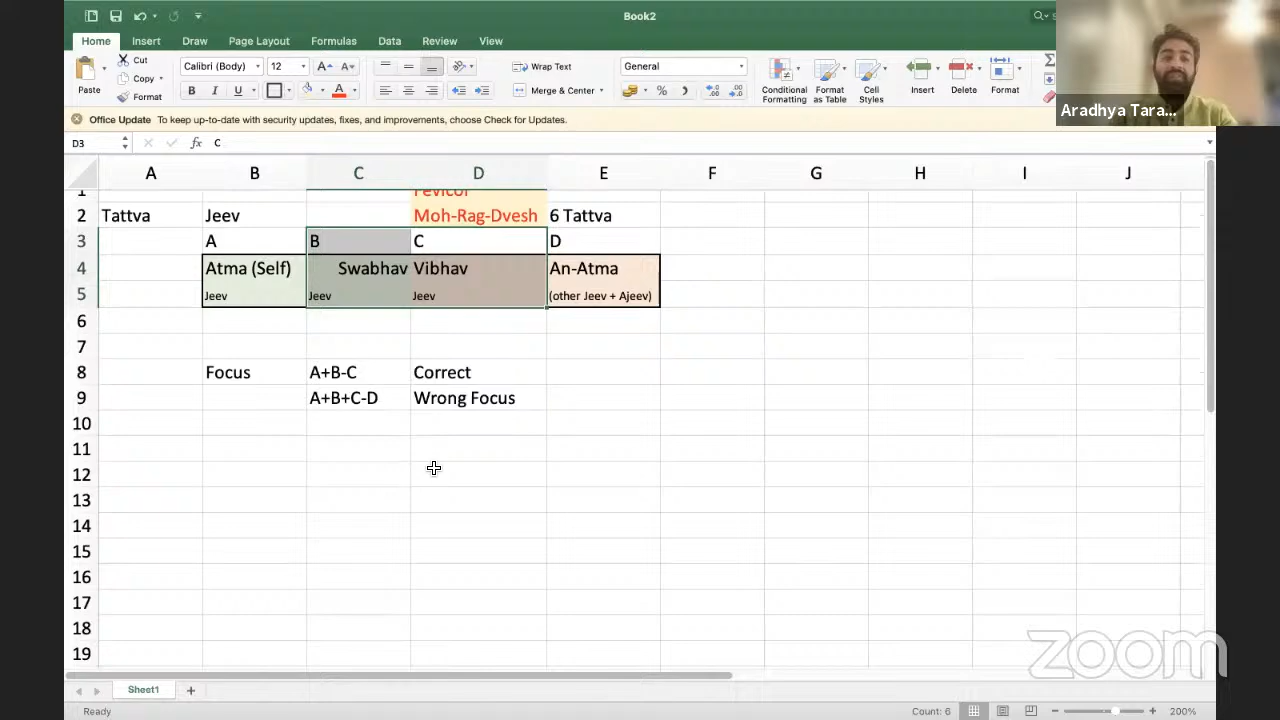 Book2
Home Insert Draw Page Layout Formulas Data Review View
Cut
Calibri (Body) 12
Wrap Text
General
Copy
Paste
Format
B I U
Merge & Center
Conditional Formatting
Format as Table
Cell Styles
Insert
Delete
Format
Aradhya Tara...
Office Update To keep up-to-date with security updates, fixes, and improvements, choose Check for Updates.
D3 fx C
A B C D E F G H I J
1 Fevicol
2 Tattva Jeev Moh-Rag-Dvesh 6 Tattva
3 A B C D
4 Atma (Self) Swabhav Vibhav An-Atma
5 Jeev Jeev Jeev (other Jeev + Ajeev)
6
7
8 Focus A+B-C Correct
9 A+B+C-D Wrong Focus
10
11
12
13
14
15
16
17
18
19
zoom
Sheet1
Ready Count: 6 200%